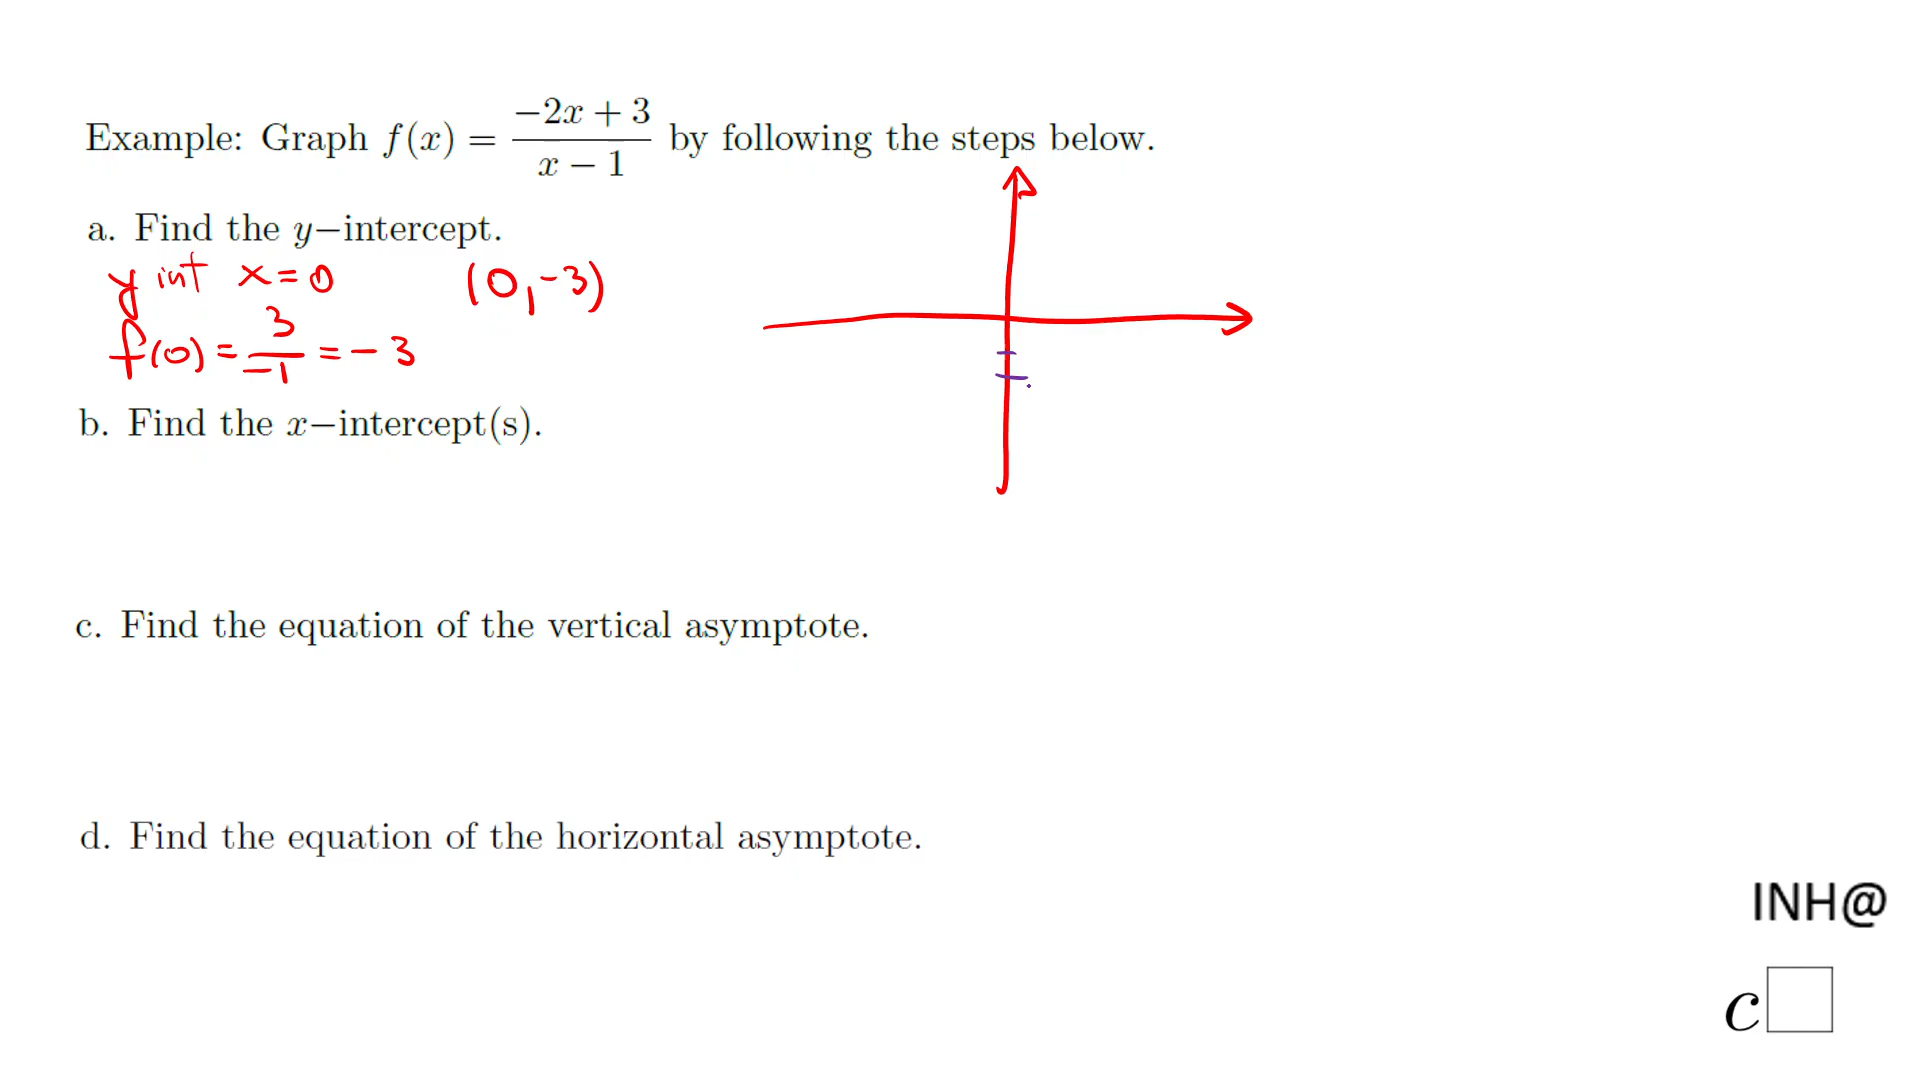 Example: Graph f(x) = \frac{-2x + 3}{x - 1} by following the steps below.
a. Find the y−intercept.
y int x = 0 (0, -3)
f(0) = \frac{3}{-1} = -3
b. Find the x−intercept(s).
c. Find the equation of the vertical asymptote.
d. Find the equation of the horizontal asymptote.
INH@
c